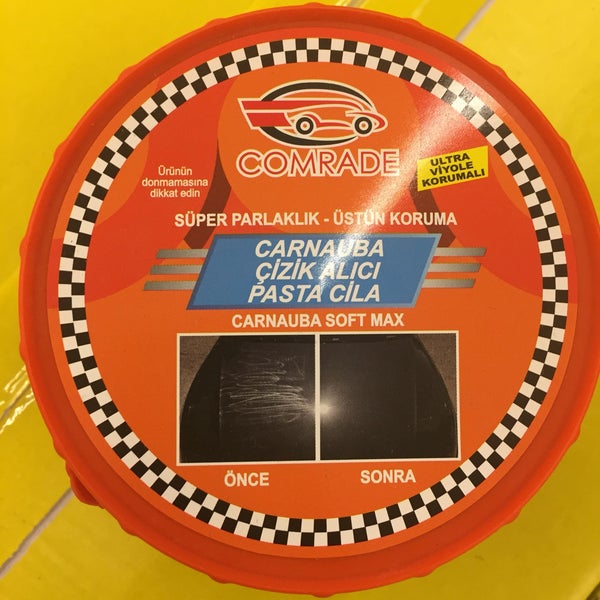 COMRADE
ULTRA
VİYOLE
KORUMALI
Ürünün
donmamasına
dikkat edin
SÜPER PARLAKLIK - ÜSTÜN KORUMA
CARNAUBA
ÇİZİK ALICI
PASTA CİLA
CARNAUBA SOFT MAX
ÖNCE
SONRA